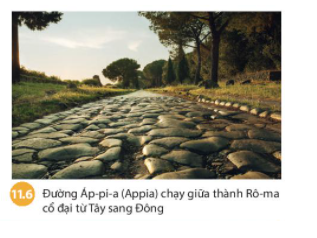 11.6 Đường Áp-pi-a (Appia) chạy giữa thành Rô-ma
cổ đại từ Tây sang Đông